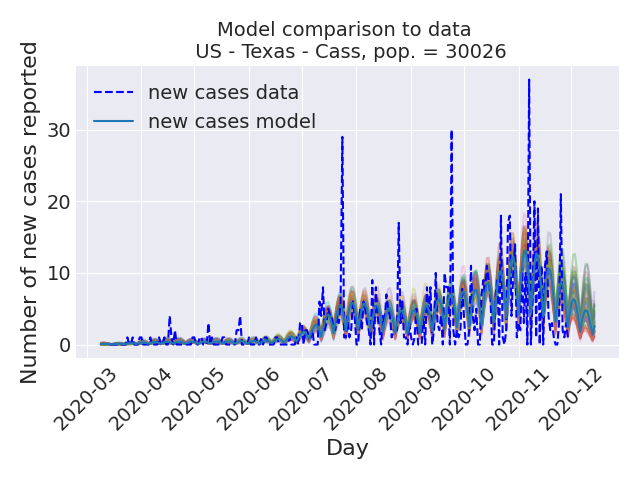 Model comparison to data
US - Texas - Cass, pop. = 30026
Number of new cases reported
new cases data
new cases model
30
20
10
0
2020-03
2020-04
2020-05
2020-06
2020-07
2020-08
2020-09
2020-10
2020-11
2020-12
Day